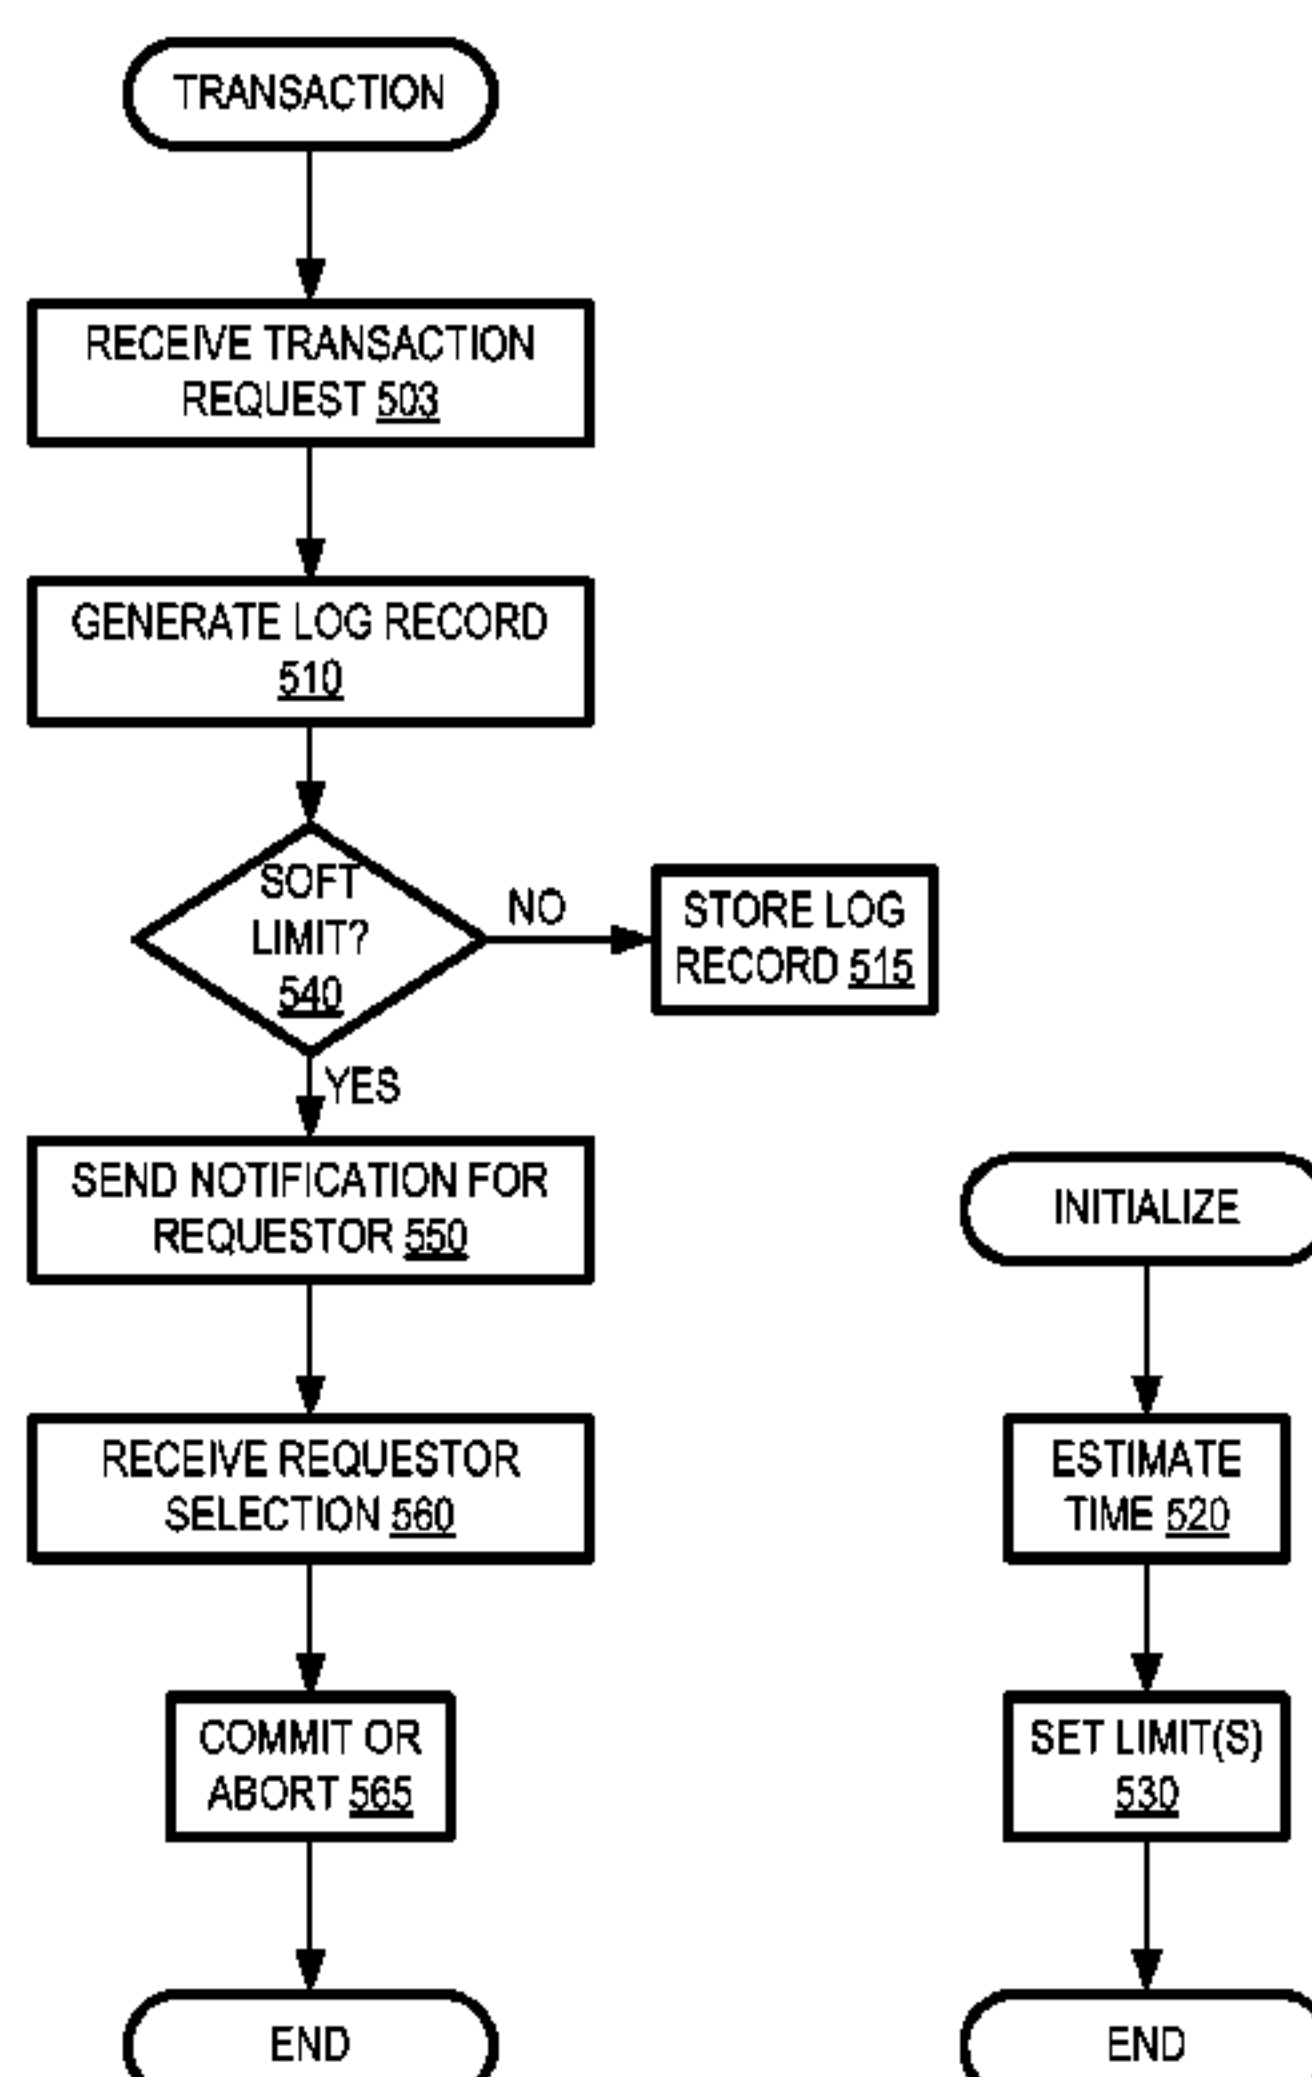 TRANSACTION
RECEIVE TRANSACTION
REQUEST 503
GENERATE LOG RECORD
510
SOFT
LIMIT?
540
NO
STORE LOG
RECORD 515
YES
SEND NOTIFICATION FOR
REQUESTOR 550
RECEIVE REQUESTOR
SELECTION 560
COMMIT OR
ABORT 565
END
INITIALIZE
ESTIMATE
TIME 520
SET LIMIT(S)
530
END